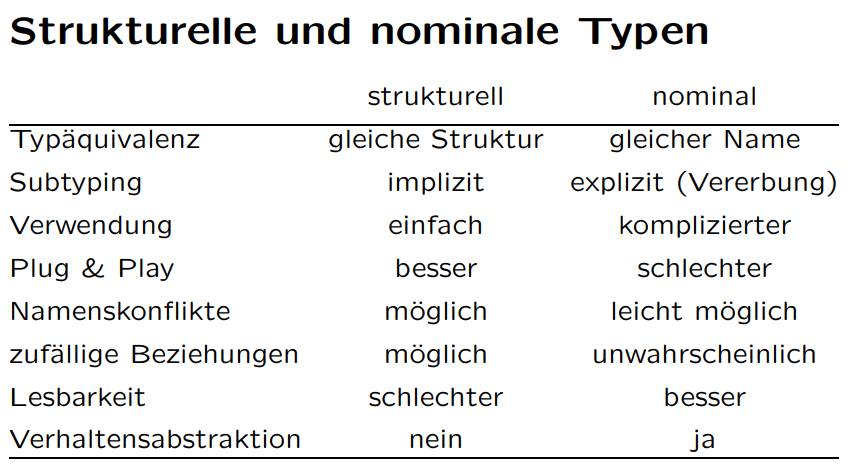 Strukturelle und nominale Typen
strukturell nominal
Typäquivalenz gleiche Struktur gleicher Name
Subtyping implizit explizit (Vererbung)
Verwendung einfach komplizierter
Plug & Play besser schlechter
Namenskonflikte möglich leicht möglich
zufällige Beziehungen möglich unwahrscheinlich
Lesbarkeit schlechter besser
Verhaltensabstraktion nein ja